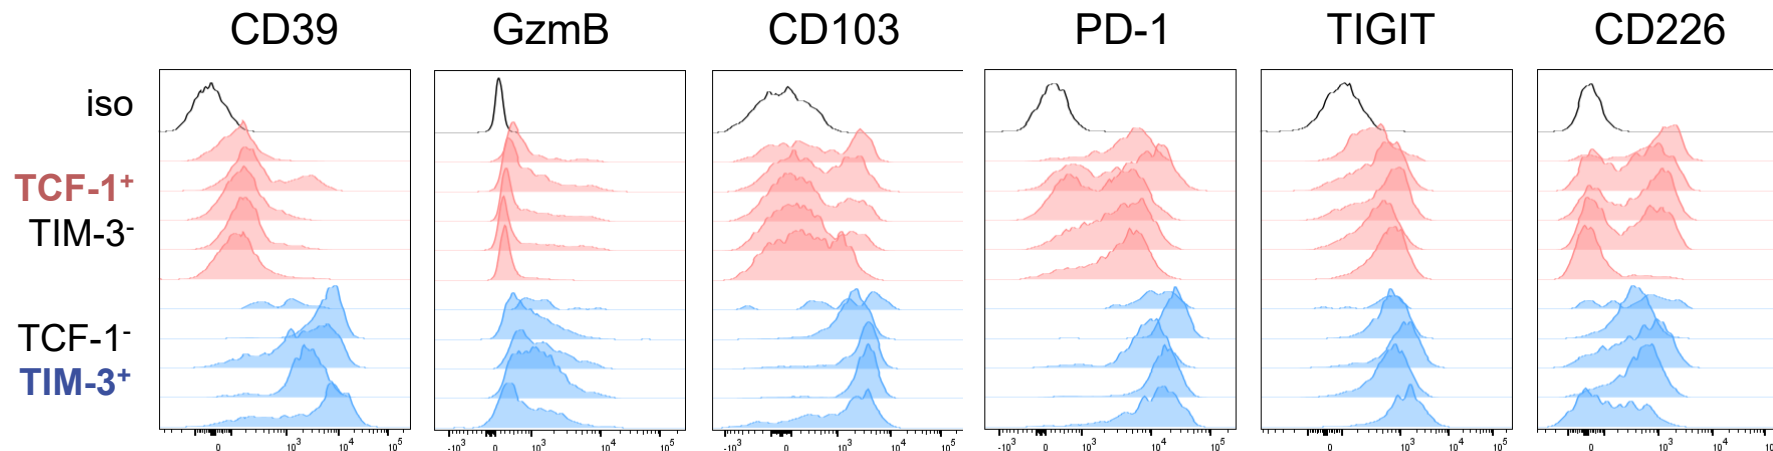 CD39 GzmB CD103 PD-1 TIGIT CD226
iso
TCF-1⁺
TIM-3⁻
TCF-1⁻
TIM-3⁺
0 10³ 10⁴ 10⁵ -10³ 0 10³ 10⁴ 10⁵ -10³ 0 10³ 10⁴ 10⁵ -10³ 0 10³ 10⁴ 10⁵ 0 10³ 10⁴ 10⁵ 0 10³ 10⁴